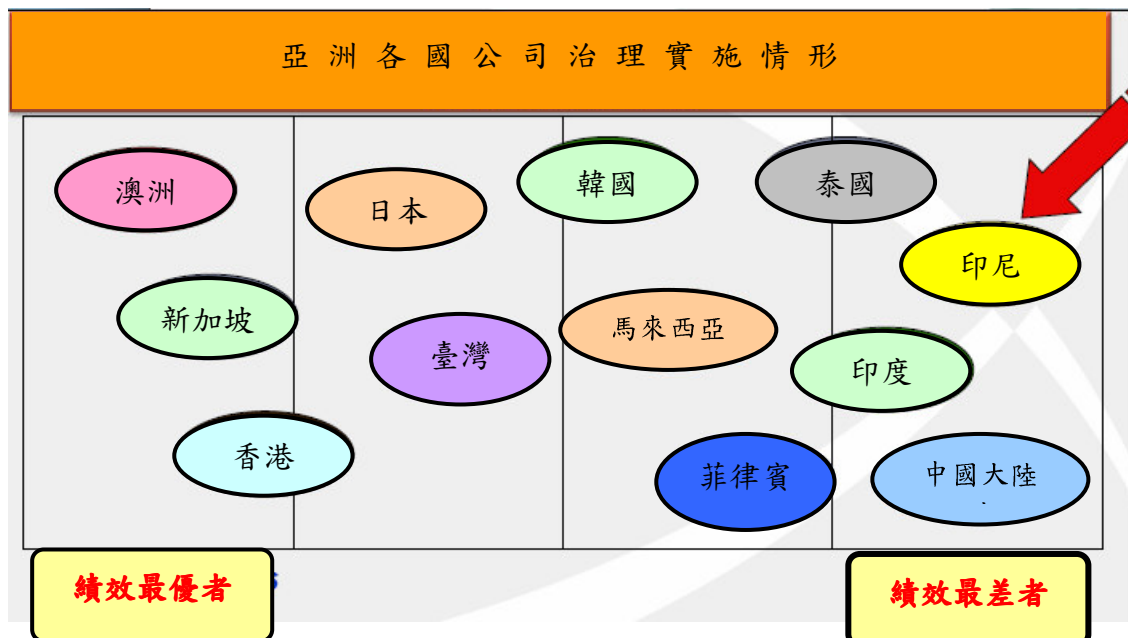 亞洲各國公司治理實施情形
澳洲
日本
韓國
泰國
印尼
新加坡
臺灣
馬來西亞
印度
香港
菲律賓
中國大陸
績效最優者
績效最差者